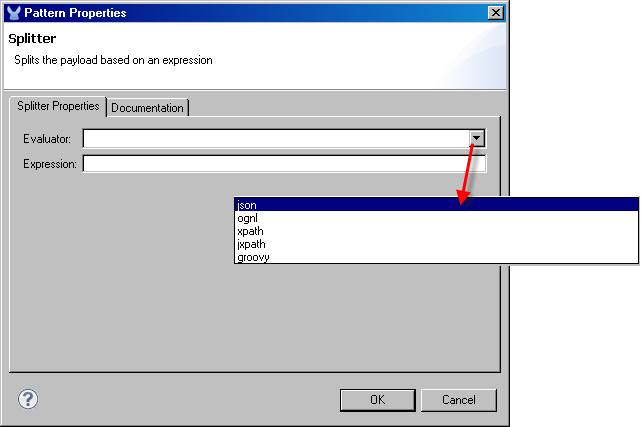 Pattern Properties
Splitter
Splits the payload based on an expression
Splitter Properties
Documentation
Evaluator:
Expression:
json
ognl
xpath
jxpath
groovy
?
OK
Cancel